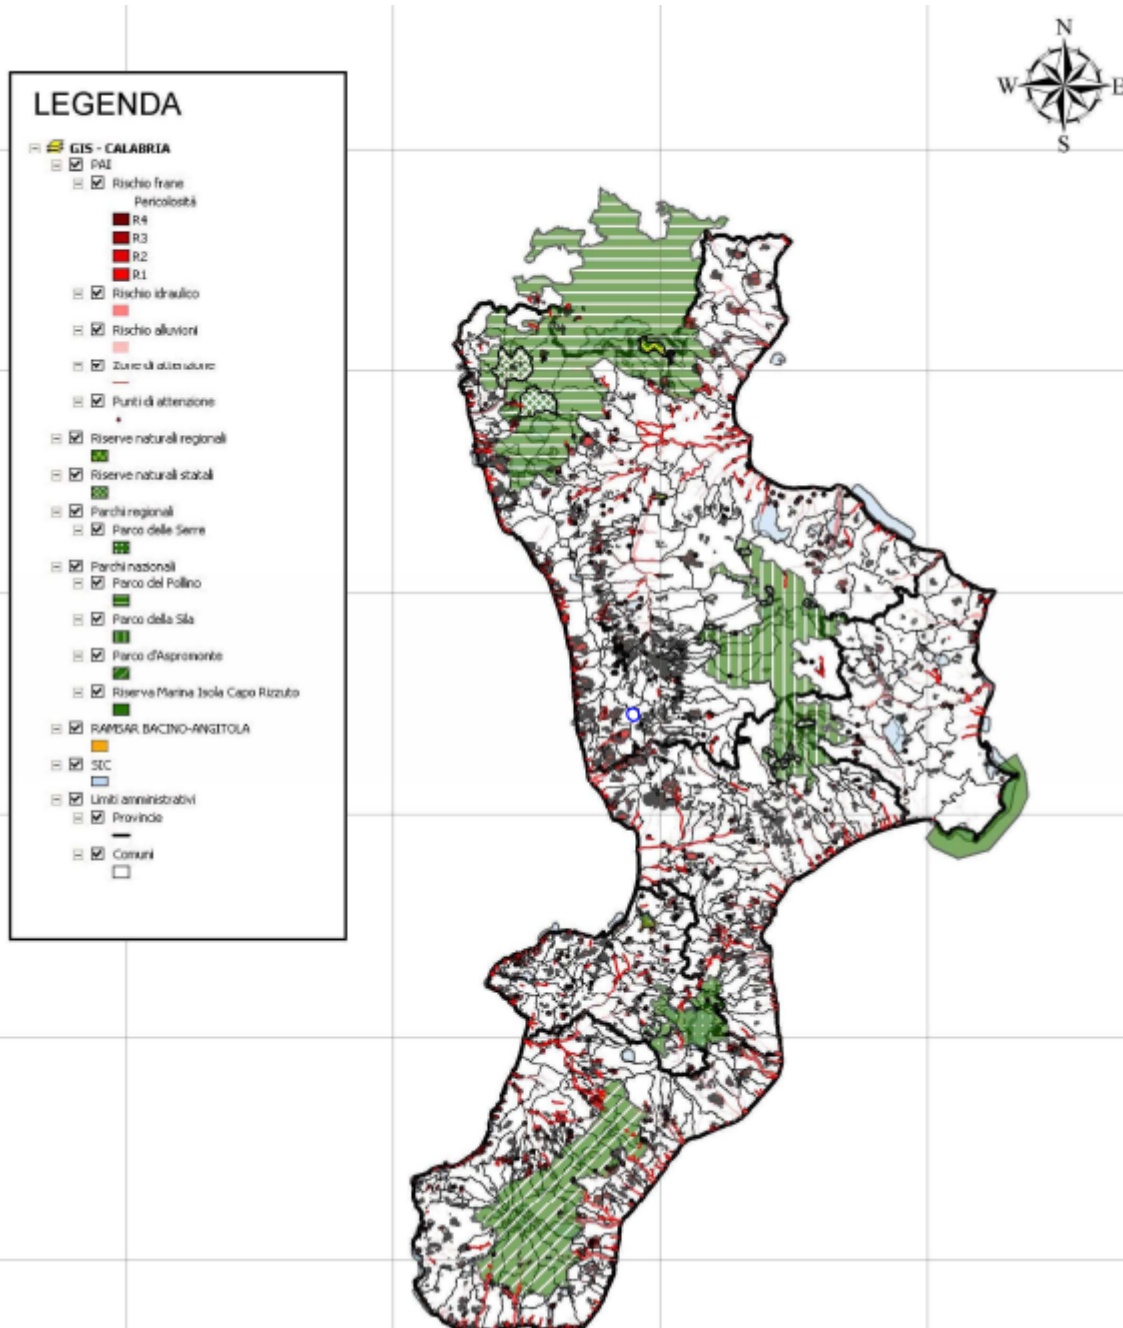 N
W E
S
LEGENDA
GIS - CALABRIA
PAI
Rischio frane
Pericolosità
R4
R3
R2
R1
Rischio idraulico
Rischio alluvioni
Zone di attenzione
Punti di attenzione
Riserve naturali regionali
Riserve naturali statali
Parchi regionali
Parco delle Serre
Parchi nazionali
Parco del Pollino
Parco della Sila
Parco d'Aspromonte
Riserva Marina Isola Capo Rizzuto
RAMSAR BACINO-ANGITOLA
SIC
Limiti amministrativi
Provincie
Comuni